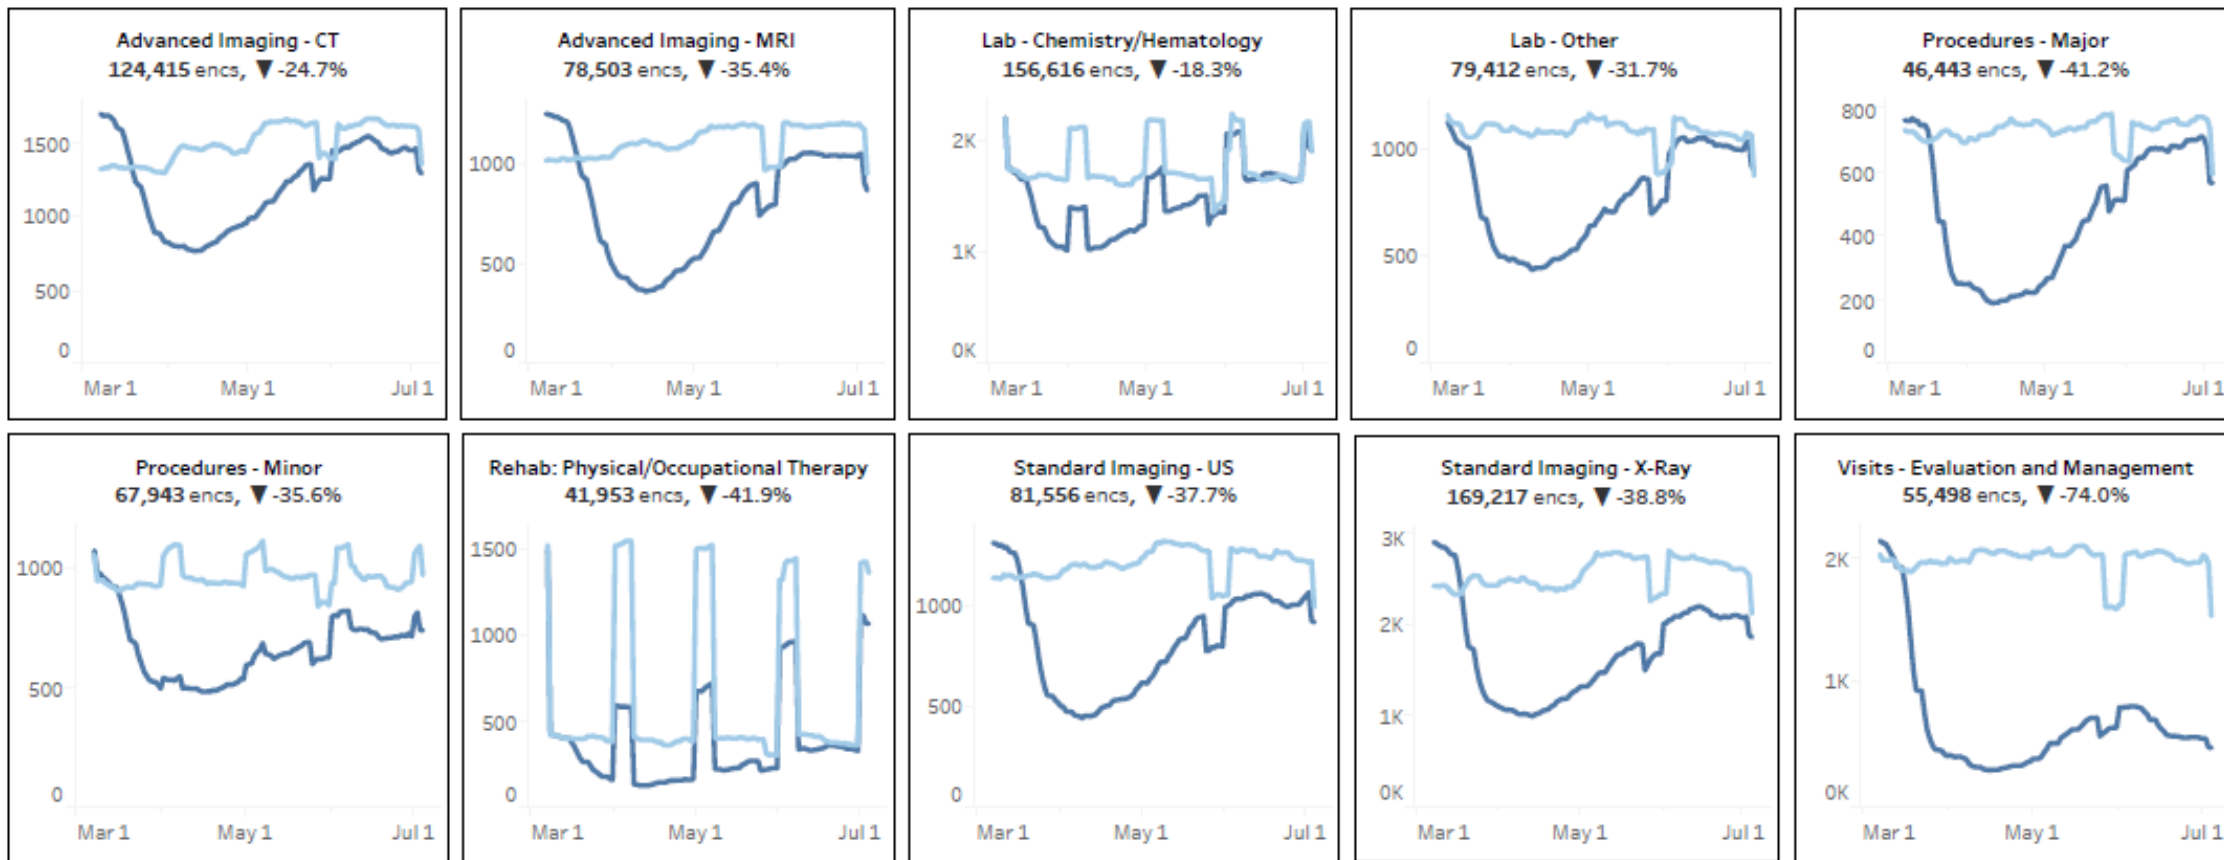 Advanced Imaging - CT
124,415 encs, ▼ -24.7%
1500
1000
500
0
Mar 1 May 1 Jul 1
Advanced Imaging - MRI
78,503 encs, ▼ -35.4%
1000
500
0
Mar 1 May 1 Jul 1
Lab - Chemistry/Hematology
156,616 encs, ▼ -18.3%
2K
1K
0K
Mar 1 May 1 Jul 1
Lab - Other
79,412 encs, ▼ -31.7%
1000
500
0
Mar 1 May 1 Jul 1
Procedures - Major
46,443 encs, ▼ -41.2%
800
600
400
200
0
Mar 1 May 1 Jul 1
Procedures - Minor
67,943 encs, ▼ -35.6%
1000
500
0
Mar 1 May 1 Jul 1
Rehab: Physical/Occupational Therapy
41,953 encs, ▼ -41.9%
1500
1000
500
0
Mar 1 May 1 Jul 1
Standard Imaging - US
81,556 encs, ▼ -37.7%
1000
500
0
Mar 1 May 1 Jul 1
Standard Imaging - X-Ray
169,217 encs, ▼ -38.8%
3K
2K
1K
0K
Mar 1 May 1 Jul 1
Visits - Evaluation and Management
55,498 encs, ▼ -74.0%
2K
1K
0K
Mar 1 May 1 Jul 1